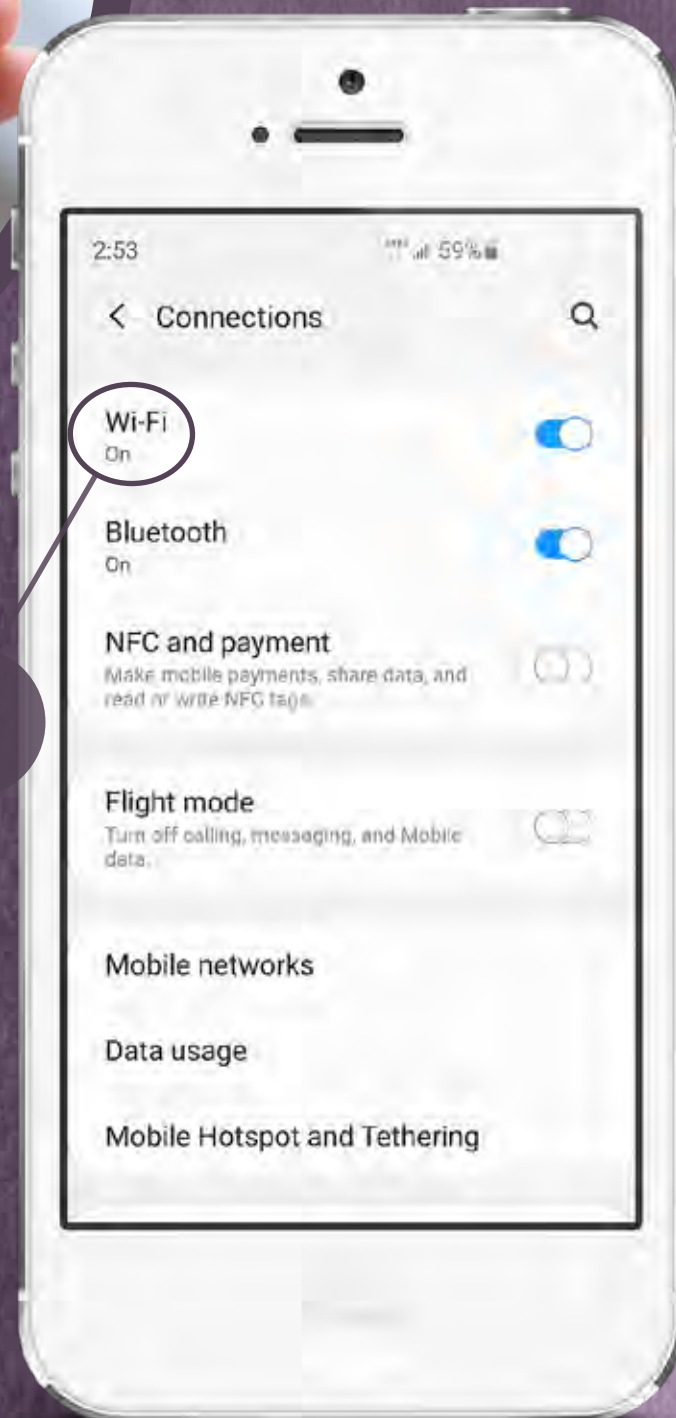 2:53 59%
Connections
Wi-Fi
On
Bluetooth
On
NFC and payment
Make mobile payments, share data, and
read or write NFC tags.
Flight mode
Turn off calling, messaging, and Mobile
data.
Mobile networks
Data usage
Mobile Hotspot and Tethering